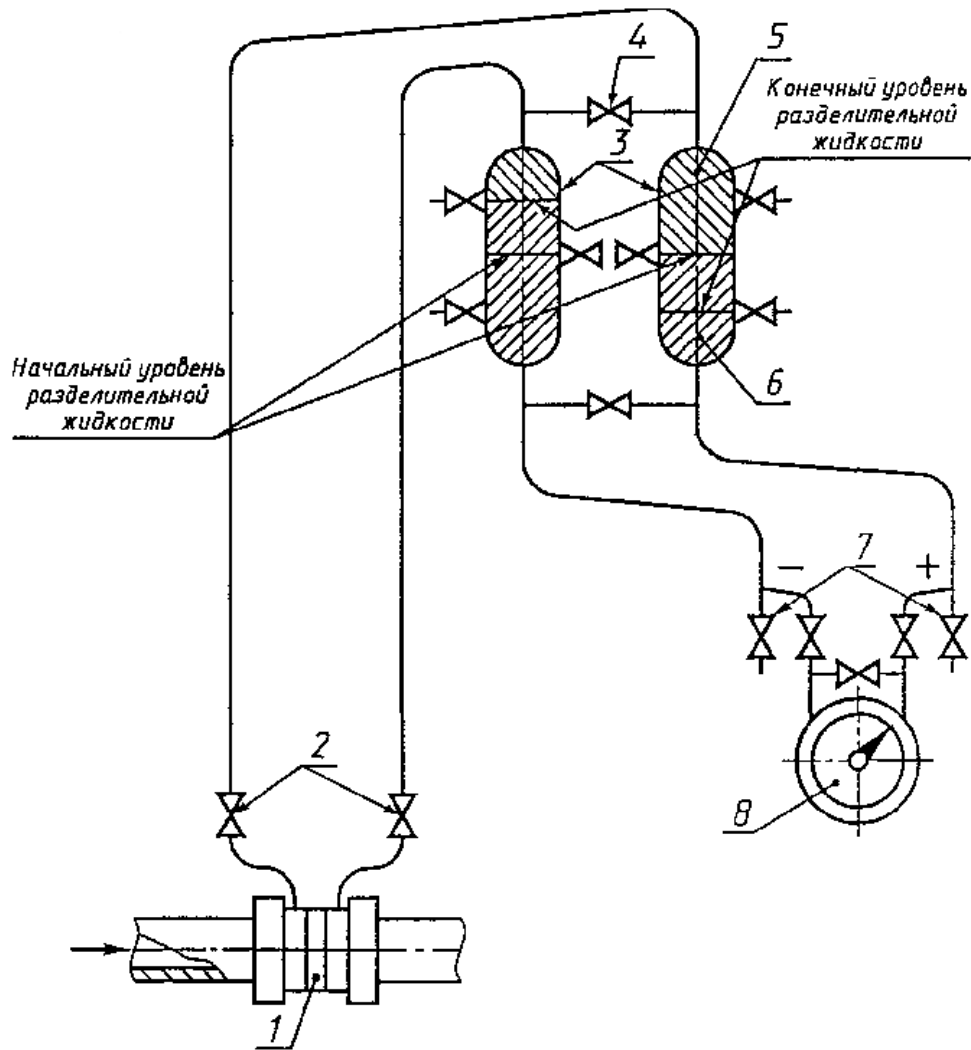 4
5
Конечный уровень
разделительной
жидкости
3
Начальный уровень
разделительной
жидкости
6
7
− +
2
8
1